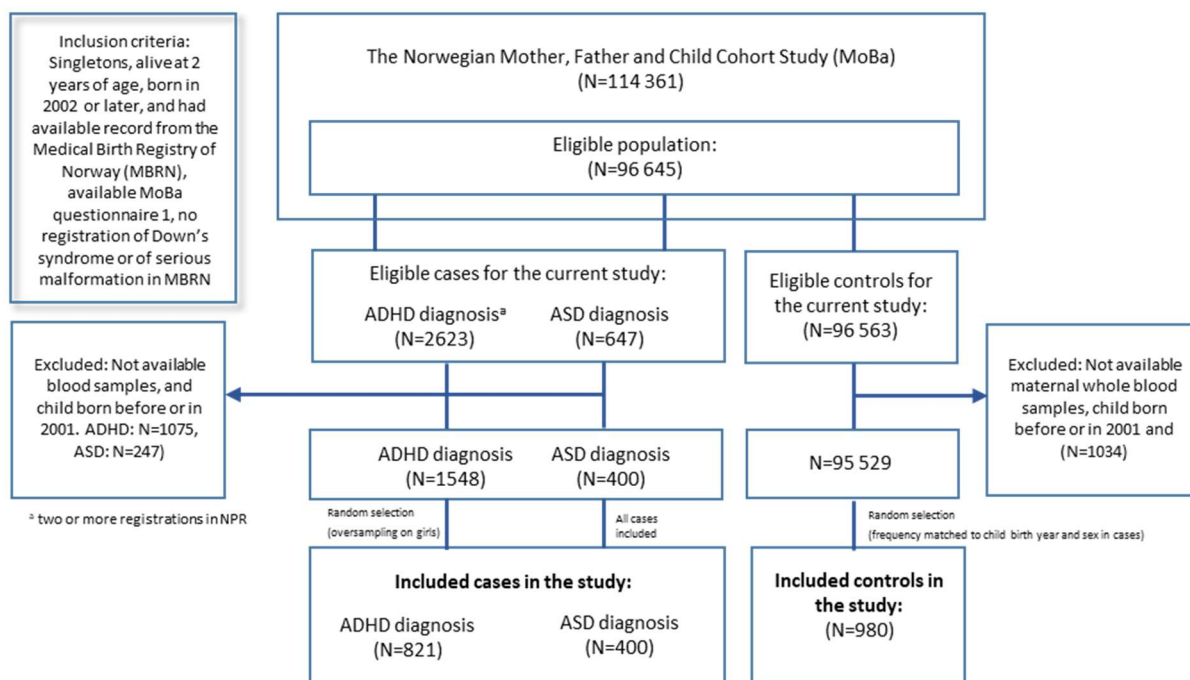 Inclusion criteria:
Singletons, alive at 2
years of age, born in
2002 or later, and had
available record from the
Medical Birth Registry of
Norway (MBRN),
available MoBa
questionnaire 1, no
registration of Down's
syndrome or of serious
malformation in MBRN
The Norwegian Mother, Father and Child Cohort Study (MoBa)
(N=114 361)
Eligible population:
(N=96 645)
Eligible cases for the current study:
ADHD diagnosisª
(N=2623)
ASD diagnosis
(N=647)
Eligible controls for
the current study:
(N=96 563)
Excluded: Not available
blood samples, and
child born before or in
2001. ADHD: N=1075,
ASD: N=247)
Excluded: Not available
maternal whole blood
samples, child born
before or in 2001 and
(N=1034)
ADHD diagnosis
(N=1548)
ASD diagnosis
(N=400)
N=95 529
ª two or more registrations in NPR
Random selection
(oversampling on girls)
All cases
included
Random selection
(frequency matched to child birth year and sex in cases)
Included cases in the study:
ADHD diagnosis
(N=821)
ASD diagnosis
(N=400)
Included controls in
the study:
(N=980)